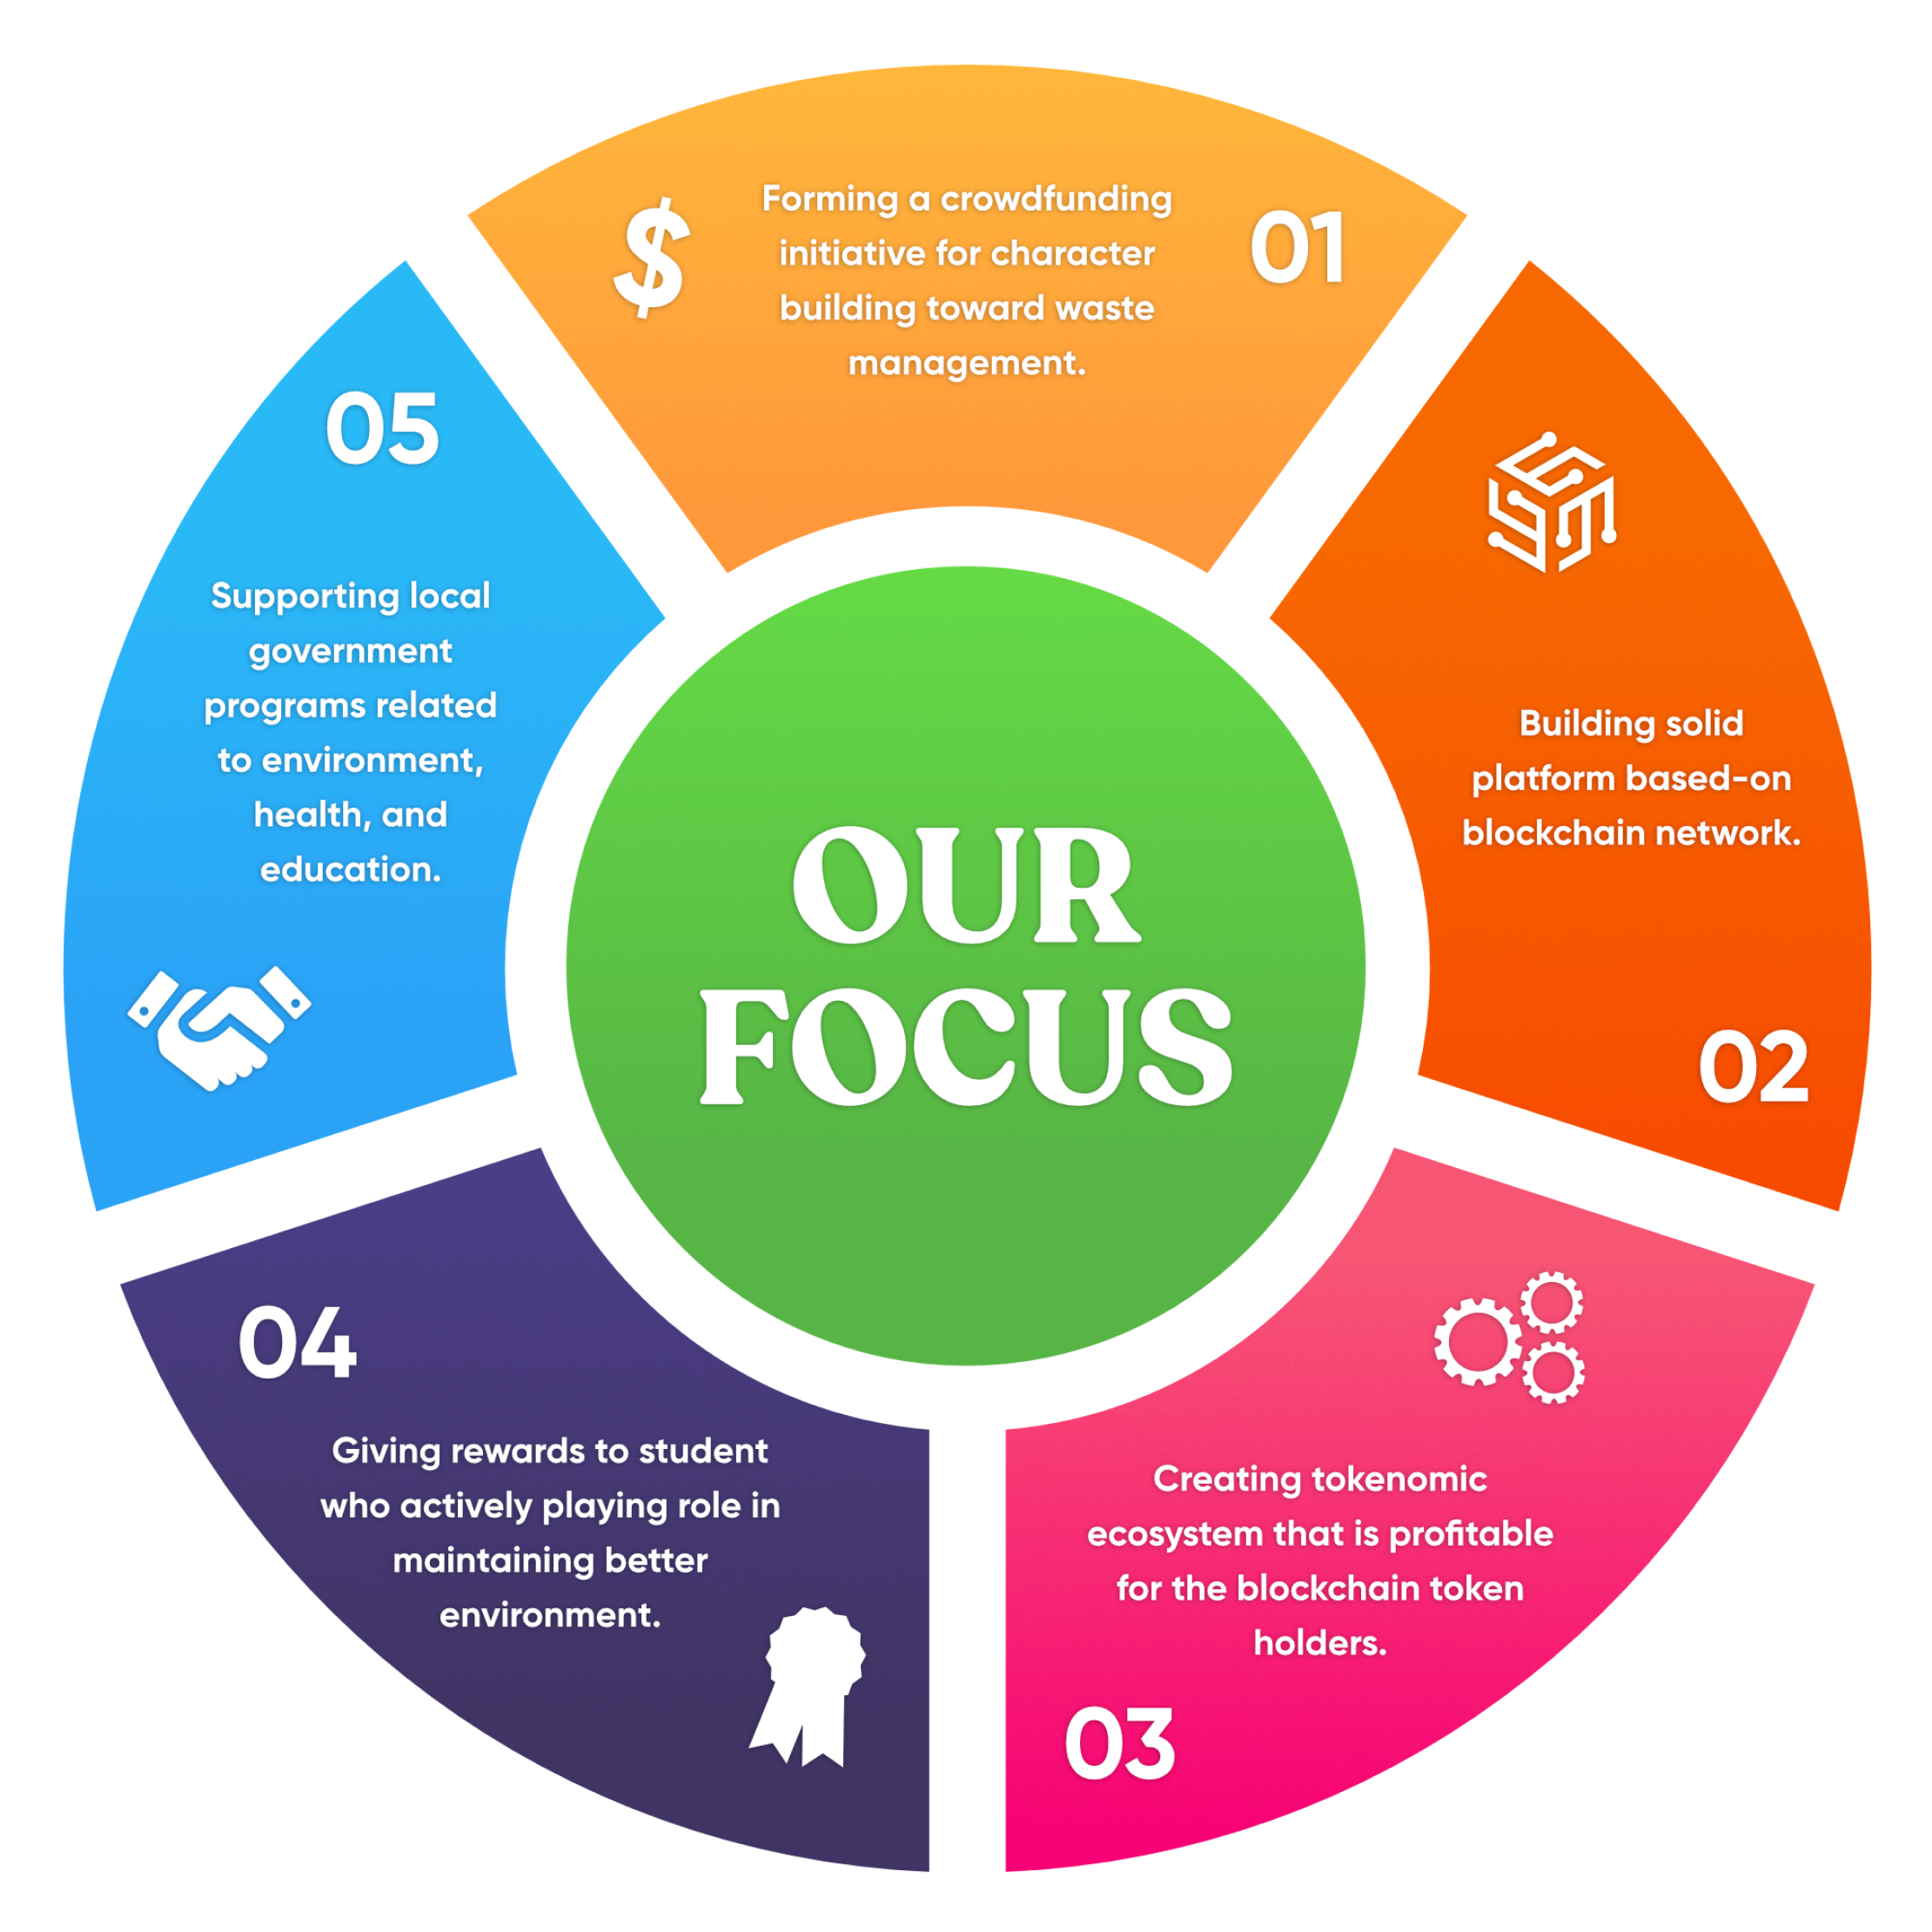 OUR
FOCUS
$
Forming a crowdfunding
initiative for character
building toward waste
management.
01
Building solid
platform based-on
blockchain network.
02
Creating tokenomic
ecosystem that is profitable
for the blockchain token
holders.
03
04
Giving rewards to student
who actively playing role in
maintaining better
environment.
05
Supporting local
government
programs related
to environment,
health, and
education.